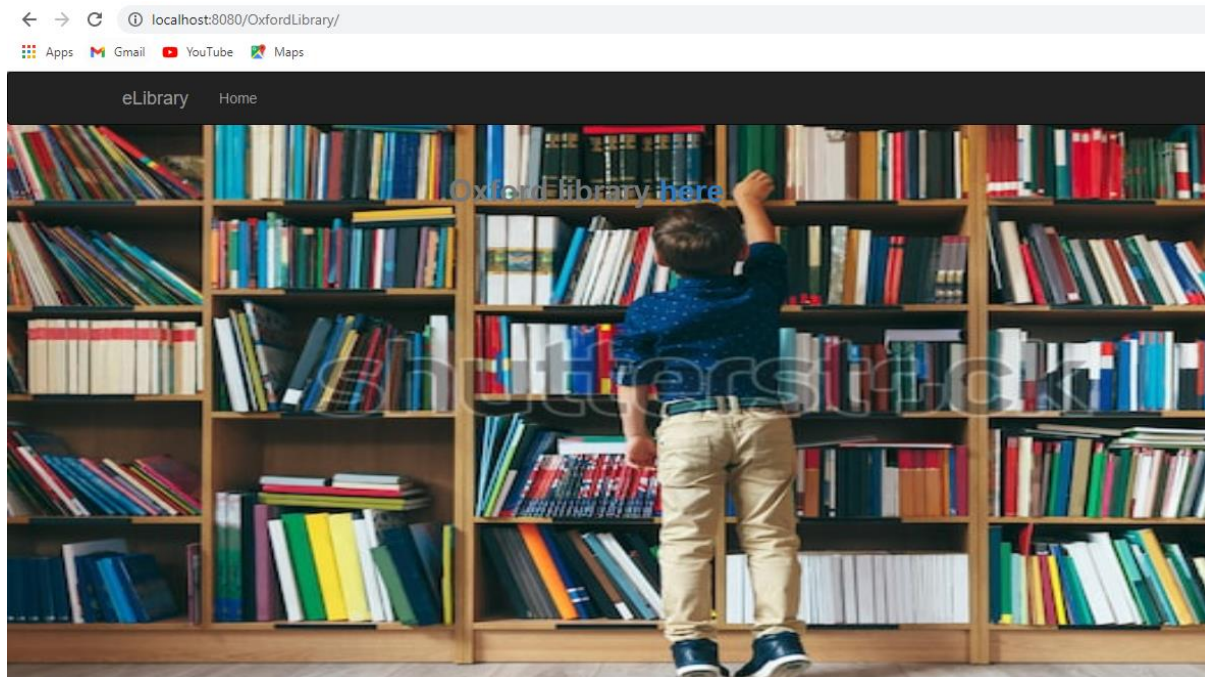 localhost:8080/OxfordLibrary/
Apps Gmail YouTube Maps
eLibrary Home
Oxford library here
shutterstock